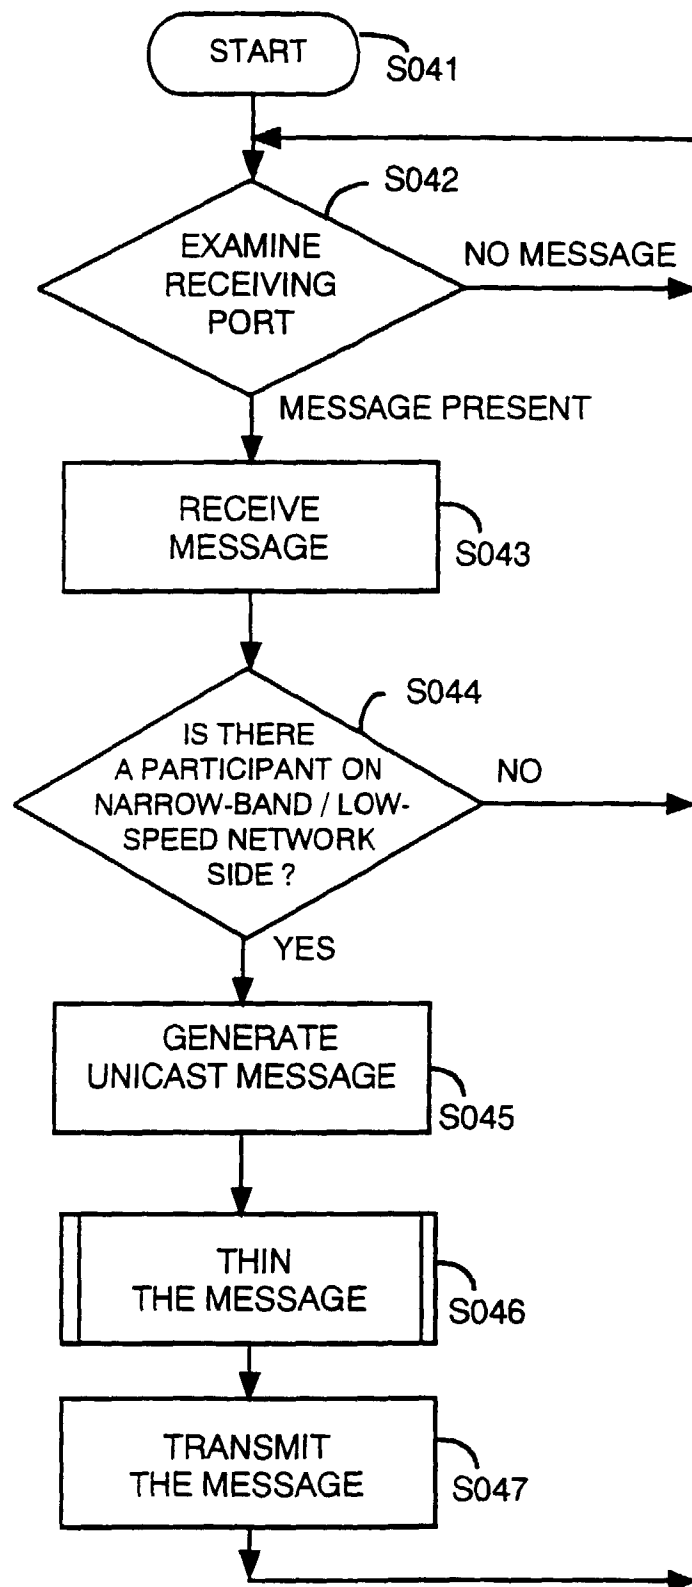 START
S041
S042
EXAMINE
RECEIVING
PORT
NO MESSAGE
MESSAGE PRESENT
RECEIVE
MESSAGE
S043
S044
IS THERE
A PARTICIPANT ON
NARROW-BAND / LOW-
SPEED NETWORK
SIDE ?
NO
YES
GENERATE
UNICAST MESSAGE
S045
THIN
THE MESSAGE
S046
TRANSMIT
THE MESSAGE
S047